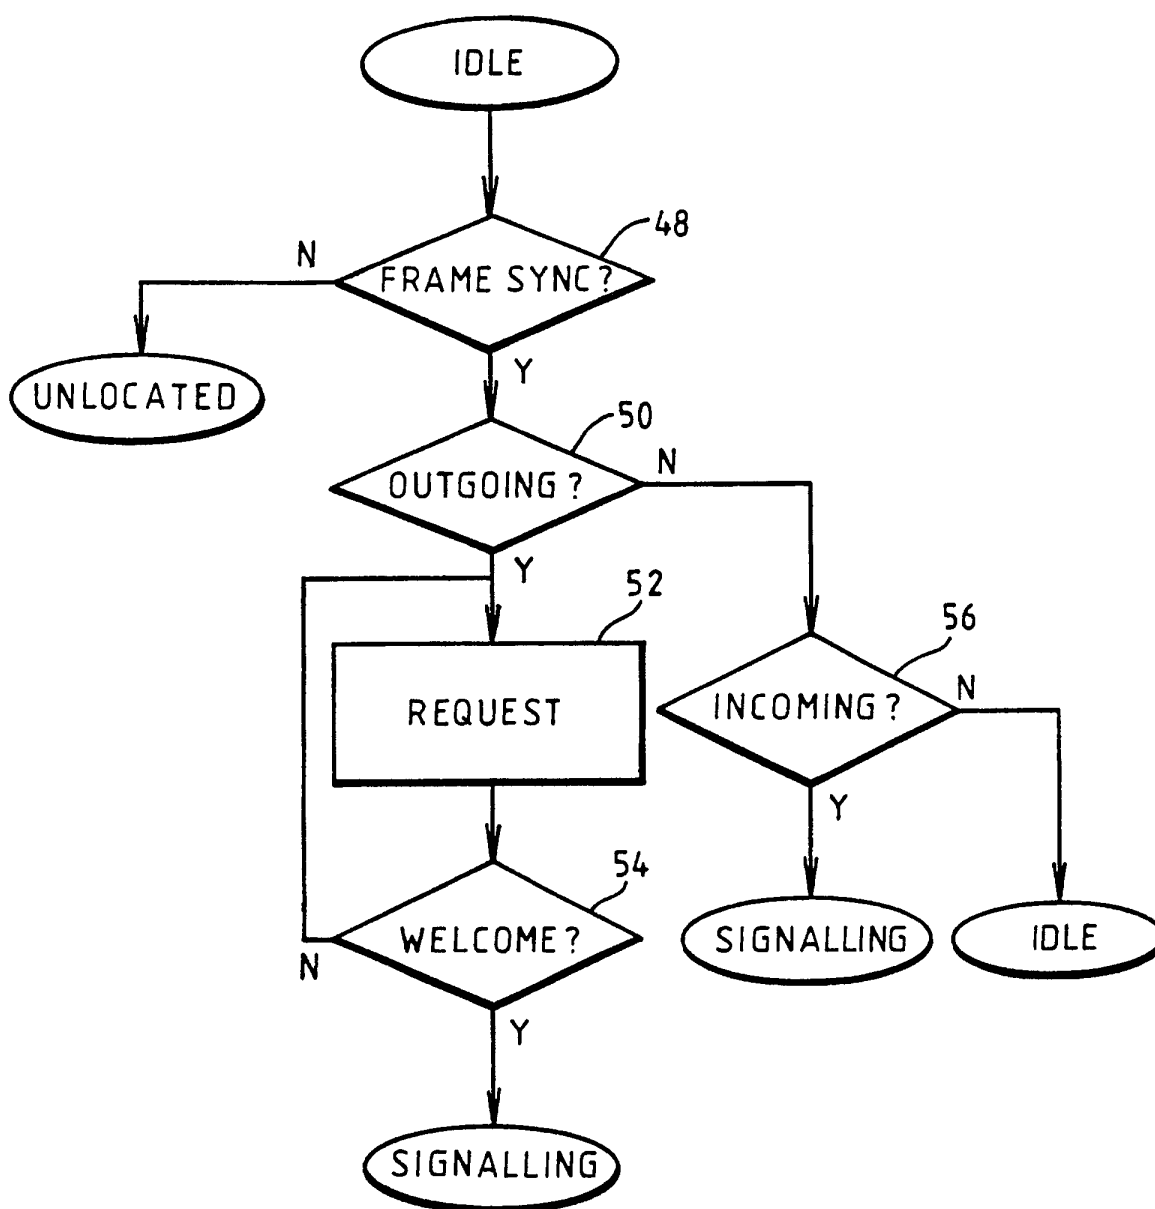 IDLE
48
N
FRAME SYNC?
Y
UNLOCATED
50
N
OUTGOING?
Y
52
56
REQUEST
N
INCOMING?
Y
54
WELCOME?
N
SIGNALLING
IDLE
Y
SIGNALLING